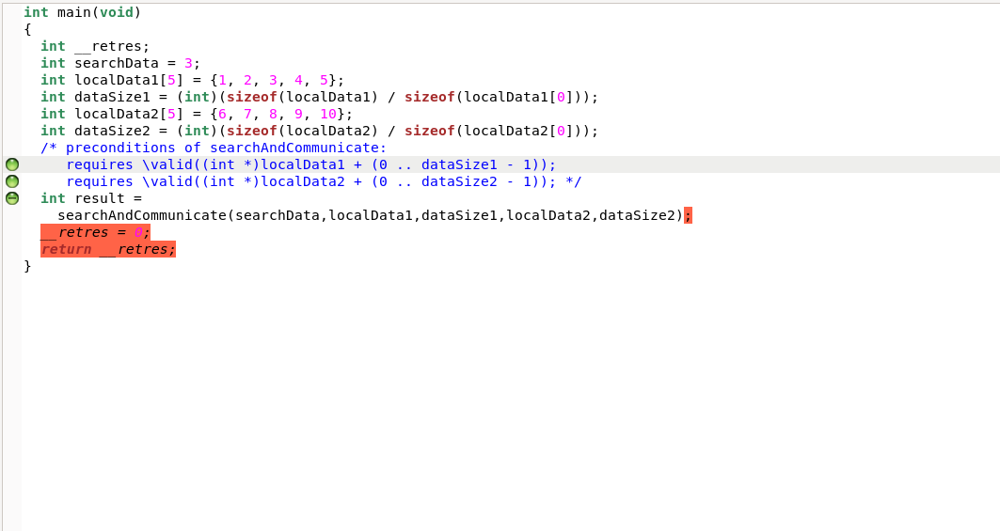 int main(void)
{
  int __retres;
  int searchData = 3;
  int localData1[5] = {1, 2, 3, 4, 5};
  int dataSize1 = (int)(sizeof(localData1) / sizeof(localData1[0]));
  int localData2[5] = {6, 7, 8, 9, 10};
  int dataSize2 = (int)(sizeof(localData2) / sizeof(localData2[0]));
  /* preconditions of searchAndCommunicate:
     requires \valid((int *)localData1 + (0 .. dataSize1 - 1));
     requires \valid((int *)localData2 + (0 .. dataSize2 - 1)); */
  int result =
    searchAndCommunicate(searchData,localData1,dataSize1,localData2,dataSize2);
  __retres = 0;
  return __retres;
}